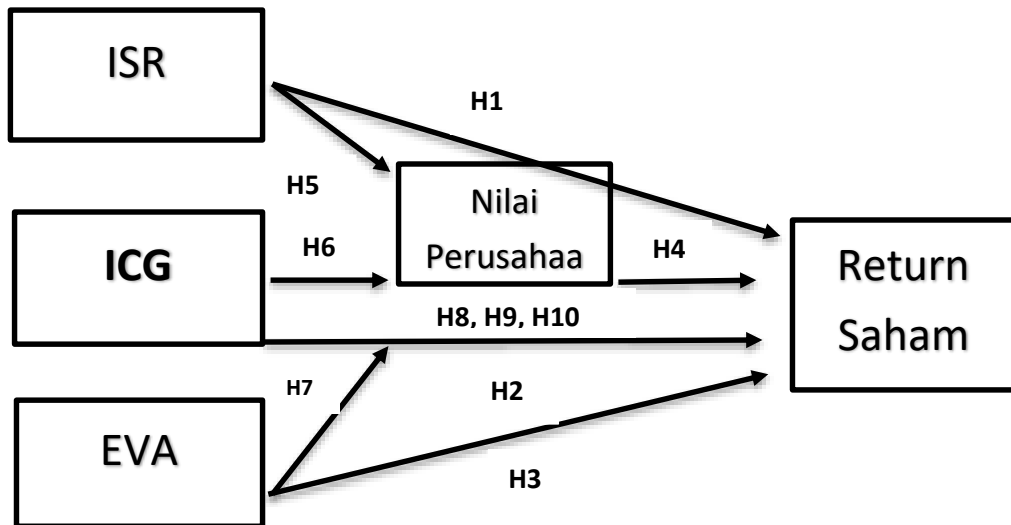 ISR
H1
H5
Nilai
Perusahaa
ICG
H6
H4
Return
Saham
H8, H9, H10
H7
H2
EVA
H3